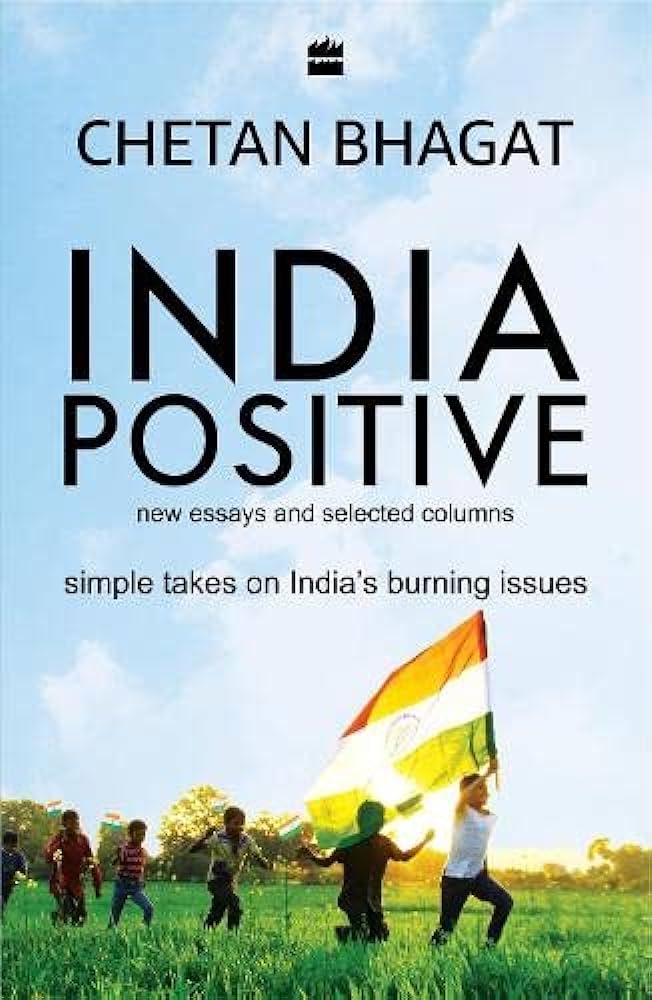 CHETAN BHAGAT
INDIA
POSITIVE
new essays and selected columns
simple takes on India's burning issues